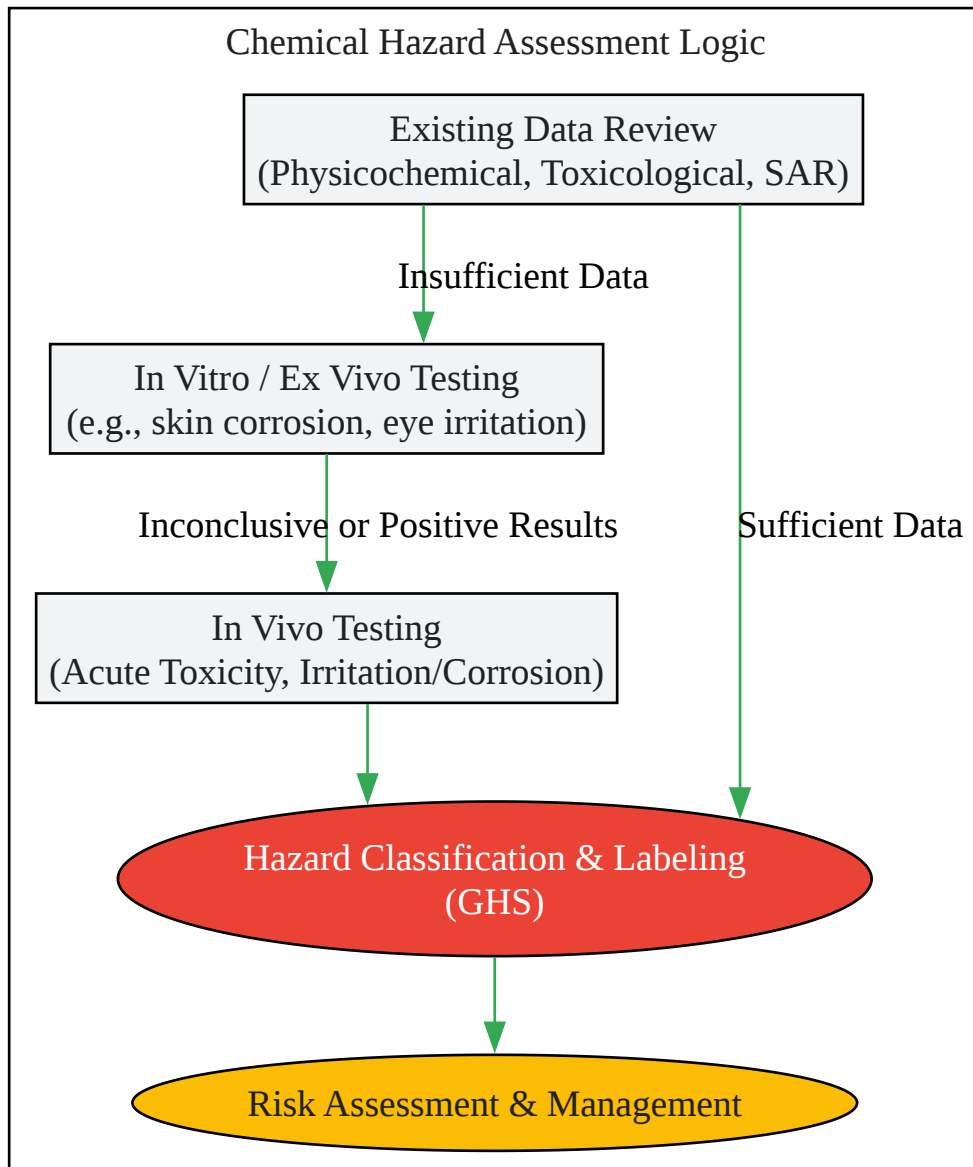 Chemical Hazard Assessment Logic
Existing Data Review
(Physicochemical, Toxicological, SAR)
Insufficient Data
In Vitro / Ex Vivo Testing
(e.g., skin corrosion, eye irritation)
Inconclusive or Positive Results
Sufficient Data
In Vivo Testing
(Acute Toxicity, Irritation/Corrosion)
Hazard Classification & Labeling
(GHS)
Risk Assessment & Management